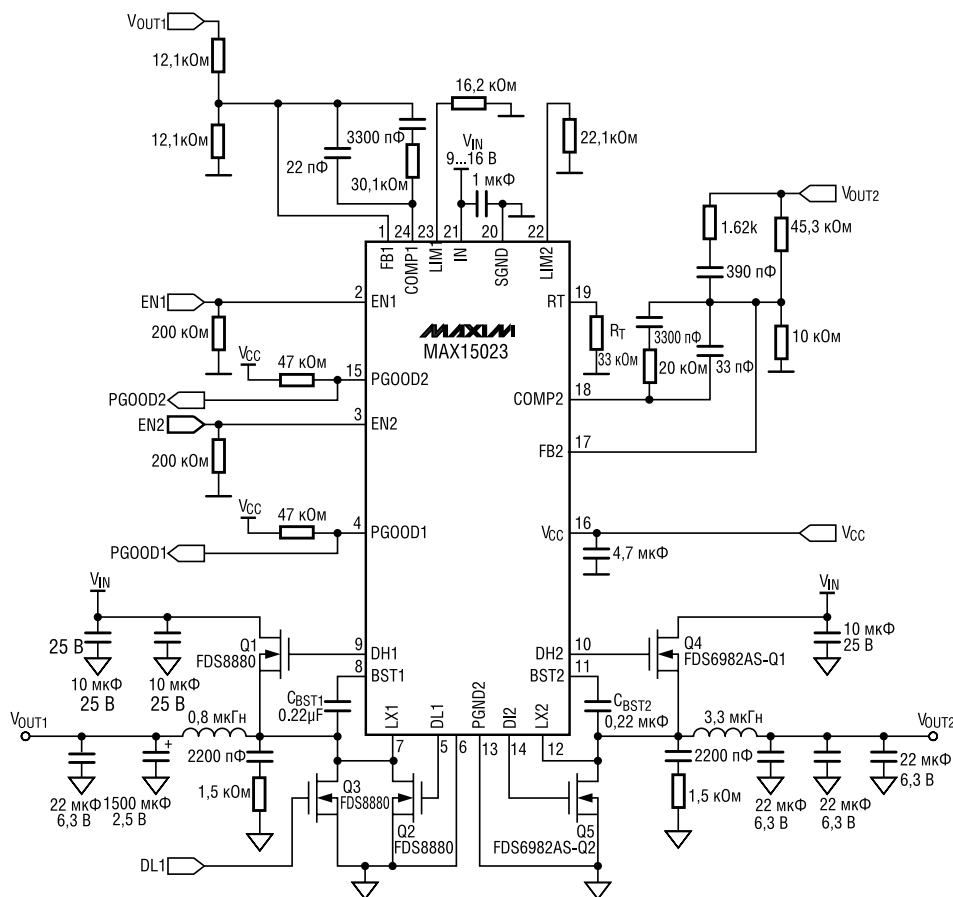 VOUT1
12,1кОм
12,1кОм
22 пФ
3300 пФ
30,1кОм
16,2 кОм
VIN
9...16 В
1 мкФ
22,1кОм
VOUT2
1.62k
45,3 кОм
390 пФ
10 кОм
3300 пФ
20 кОм
33 пФ
1
24
23
21
20
22
FB1
COMP1
LIM1
IN
SGND
LIM2
EN1
2
EN1
200 кОм
VCC
47 кОм
15
PGOOD2
PGOOD2
EN2
3
EN2
200 кОм
VCC
47 кОм
4
PGOOD1
PGOOD1
MAXIM
MAX15023
RT
19
RT
33 кОм
COMP2
18
FB2
17
VCC
16
VCC
4,7 мкФ
VIN
25 В
10 мкФ
25 В
10 мкФ
25 В
Q1
FDS8880
9
DH1
8
BST1
CBST1
0.22µF
LX1
DL1
PGND2
DI2
LX2
7
5
6
13
14
12
DH2
10
BST2
11
CBST2
0,22 мкФ
Q4
FDS6982AS-Q1
VIN
10 мкФ
25 В
VOUT1
0,8 мкГн
22 мкФ
6,3 В
+
1500 мкФ
2,5 В
2200 пФ
1,5 кОм
Q3
FDS8880
Q2
FDS8880
DL1
Q5
FDS6982AS-Q2
3,3 мкГн
2200 пФ
1,5 кОм
22 мкФ
6,3 В
22 мкФ
6,3 В
22 мкФ
6,3 В
VOUT2